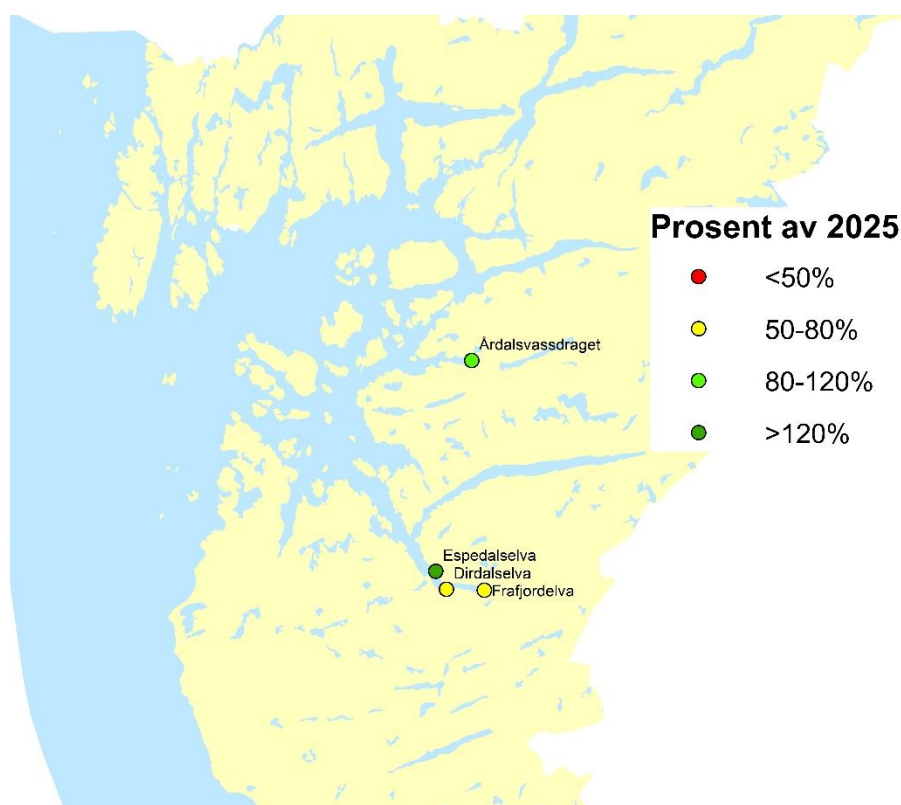 Prosent av 2025
<50%
50-80%
80-120%
>120%
Årdalsvassdraget
Espedalselva
Dirdalselva
Frafjordelva